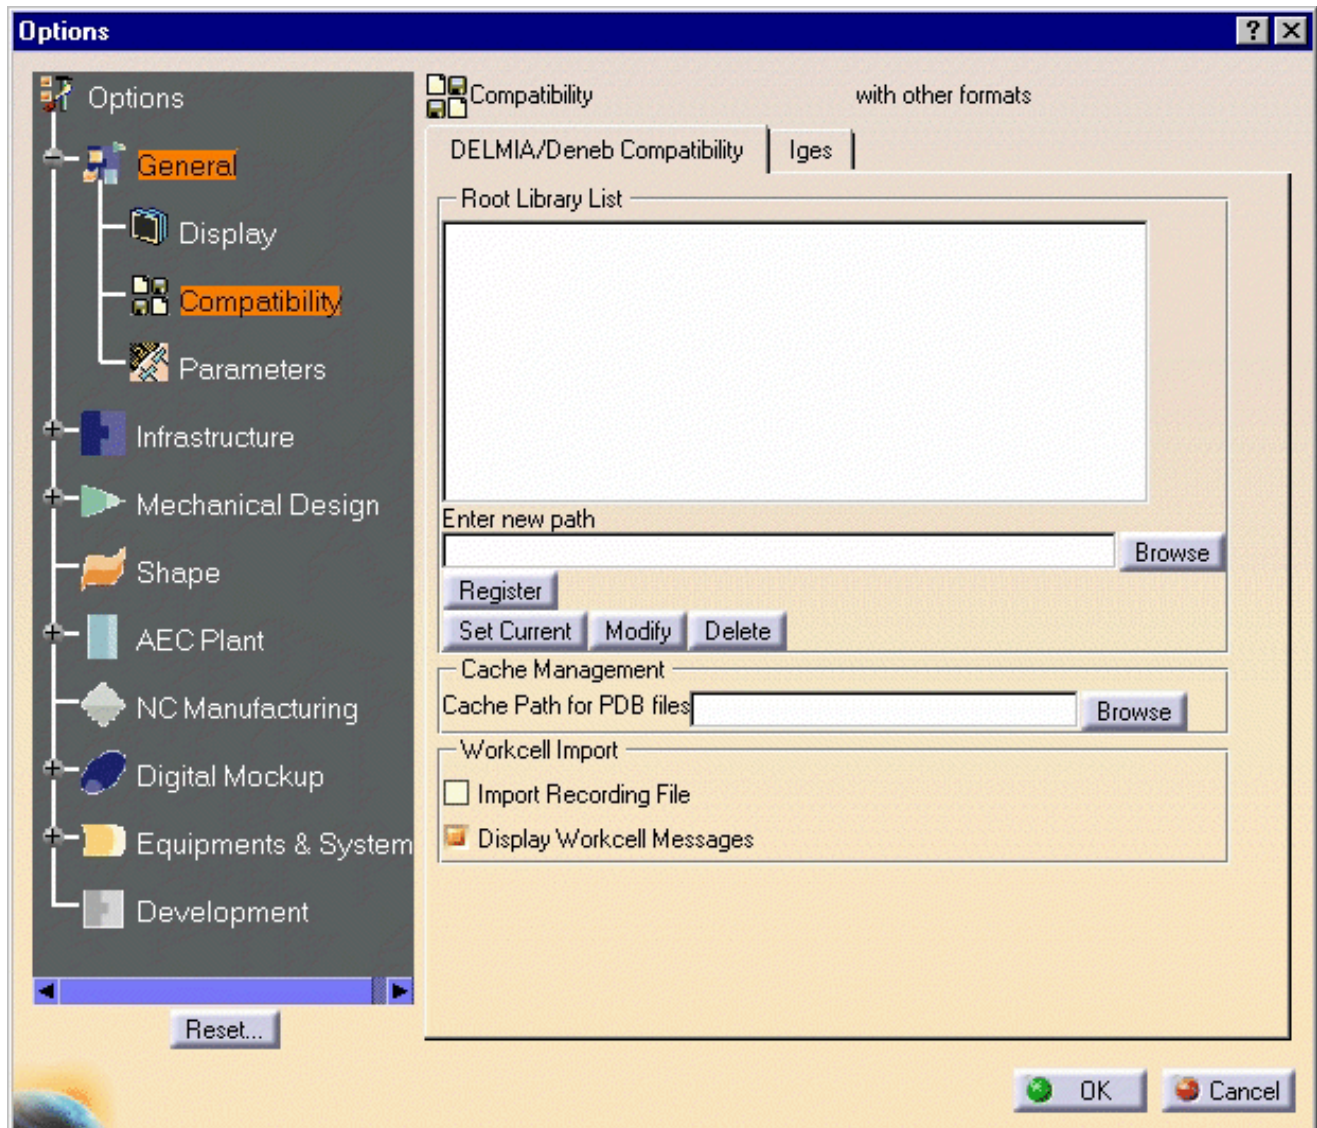 Options
Options
General
Display
Compatibility
Parameters
Infrastructure
Mechanical Design
Shape
AEC Plant
NC Manufacturing
Digital Mockup
Equipments & System
Development
Reset...
Compatibility with other formats
DELMIA/Deneb Compatibility Iges
Root Library List
Enter new path
Browse
Register
Set Current Modify Delete
Cache Management
Cache Path for PDB files Browse
Workcell Import
Import Recording File
Display Workcell Messages
OK Cancel